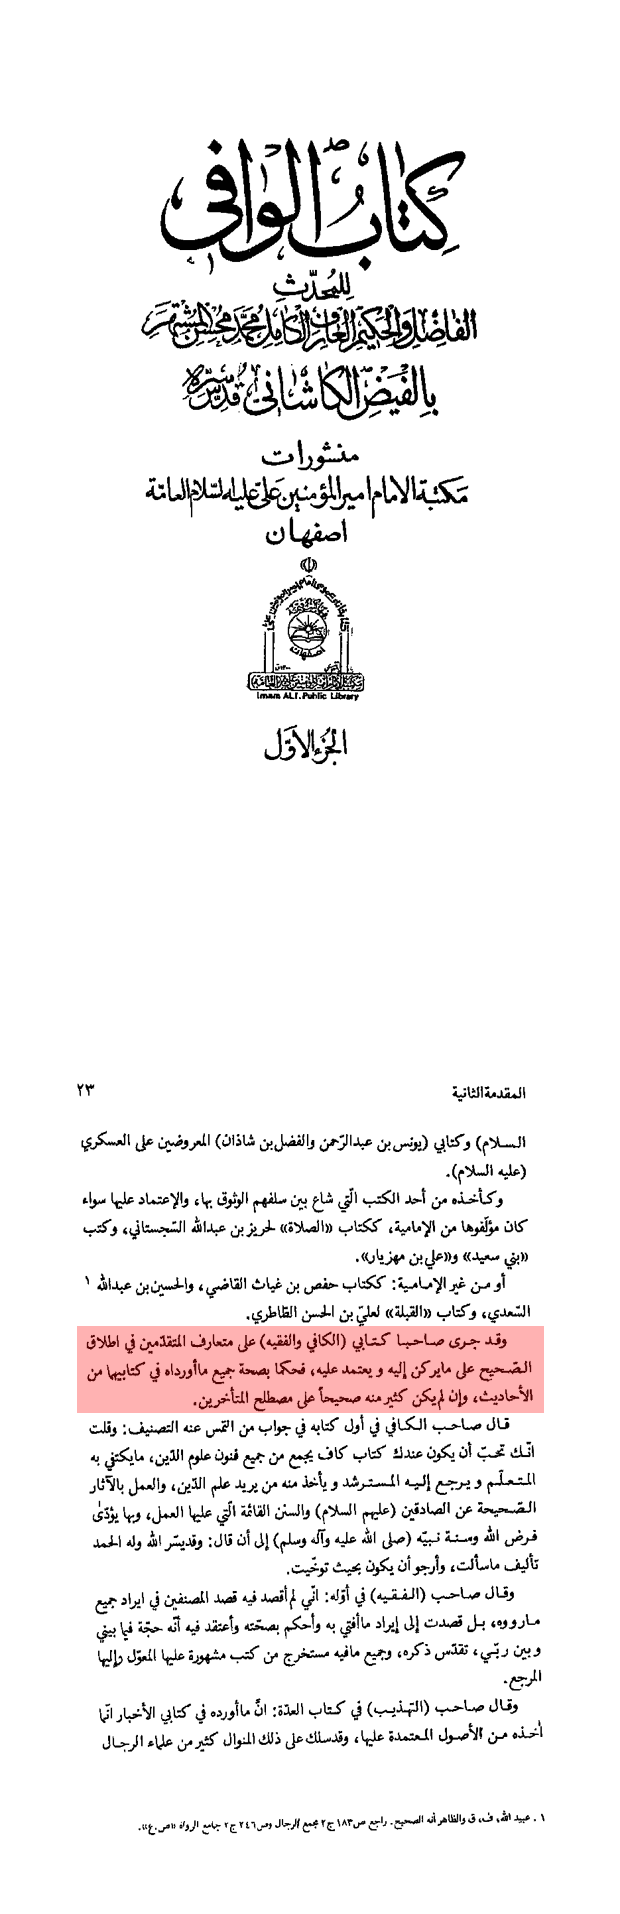 كتاب الوافي
للمحدّث
الفاضل والحكيم العارف الكامل محمد محسن المشتهر
بالفيض الكاشاني قدّس سرّه
منشورات
مكتبة الامام امير المؤمنين علي عليه السلام العامّة
اصفهان
Imam ALI. Public Library
الجزء الأوّل
المقدمة الثانية
٢٣
السلام) وكتابي (يونس بن عبدالرّحمن والفضل بن شاذان) المعروضين على العسكري
(عليه السلام).
وكأخذه من أحد الكتب الّتي شاع بين سلفهم الوثوق بها، والإعتماد عليها سواء
كان مؤلّفوها من الإمامية، ككتاب «الصلاة» لحريز بن عبدالله السّجستاني، وكتب
«بني سعيد» و«علي بن مهزيار».
أو من غير الإمامية: ككتاب حفص بن غياث القاضي، والحسين بن عبدالله ١
السّعدي، وكتاب «القبلة» لعليّ بن الحسن الطاطري.
وقد جرى صاحبا كتابي (الكافي والفقيه) على متعارف المتقدّمين في اطلاق
الصّحيح على مايركن إليه و يعتمد عليه، فحكما بصحة جميع ماأورداه في كتابيهما من
الأحاديث، وإن لم يكن كثير منه صحيحاً على مصطلح المتأخرين.
قال صاحب الكافي في أول كتابه في جواب من التمس عنه التصنيف: وقلت
انّك تحبّ أن يكون عندك كتاب كاف يجمع من جميع فنون علوم الدّين، مايكتفي به
المتعلّم و يرجع إليه المسترشد و يأخذ منه من يريد علم الدّين، والعمل بالآثار
الصّحيحة عن الصادقين (عليهم السلام) والسنن القائمة الّتي عليها العمل، وبها يؤدّى
فرض الله وسنة نبيّه (صلى الله عليه وآله وسلم) إلى أن قال: وقديسّر الله وله الحمد
تأليف ماسألت، وأرجو أن يكون بحيث توخّيت.
وقال صاحب (الفقيه) في أوّله: انّي لم أقصد فيه قصد المصنفين في ايراد جميع
مارووه، بل قصدت إلى إيراد ماأفتي به وأحكم بصحّته وأعتقد فيه أنّه حجّة فيما بيني
و بين ربّي، تقدّس ذكره، وجميع مافيه مستخرج من كتب مشهورة عليها المعوّل وإليها
المرجع.
وقال صاحب (التهذيب) في كتاب العدّة: انّ ماأورده في كتابي الأخبار انّما
أخذه من الأصول المعتمدة عليها، وقدسلك على ذلك المنوال كثير من علماء الرجال
١ . عبيد الله، ف، ق والظاهر أنه الصحيح. راجع ص ١٨٣ ج ٢ مجمع الرجال وص ٢٤٦ ج ٢ جامع الرواة «ض.ع».